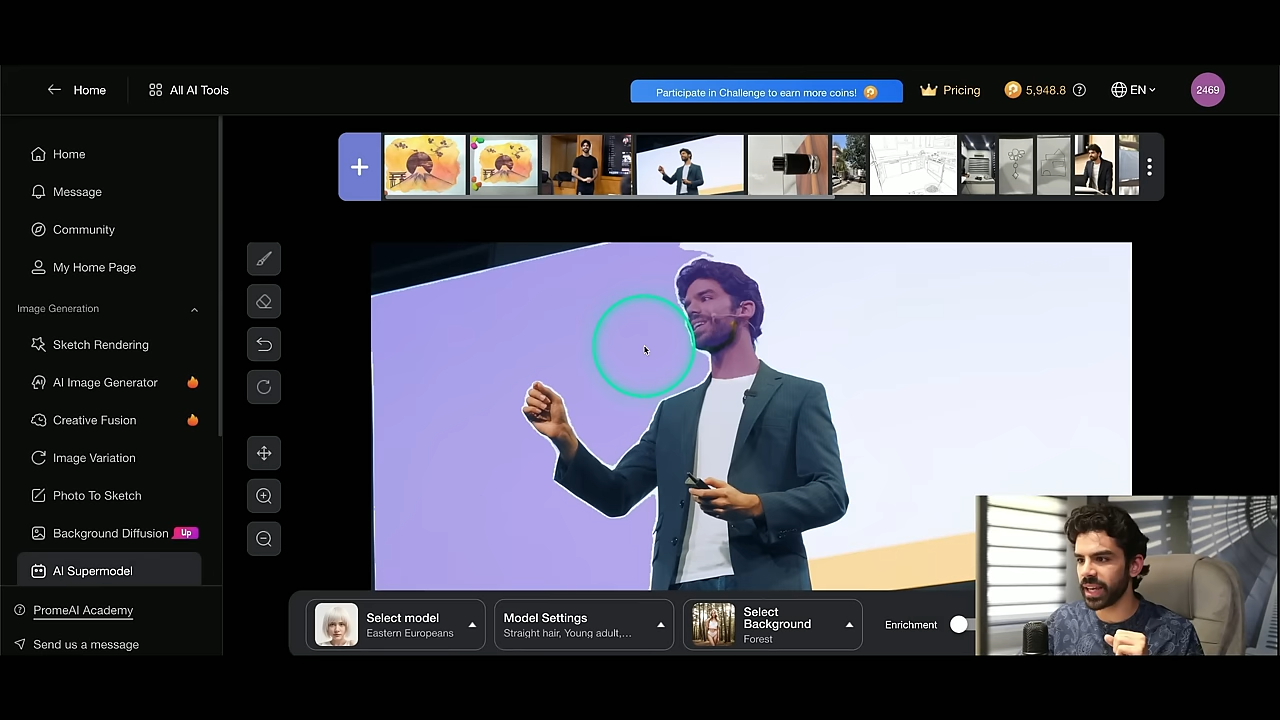 Home
All AI Tools
Participate in Challenge to earn more coins!
Pricing
5,948.8
EN
2469
Home
Message
Community
My Home Page
Image Generation
Sketch Rendering
AI Image Generator
Creative Fusion
Image Variation
Photo To Sketch
Background Diffusion Up
AI Supermodel
PromeAI Academy
Send us a message
Select model
Eastern Europeans
Model Settings
Straight hair, Young adult,...
Select
Background
Forest
Enrichment